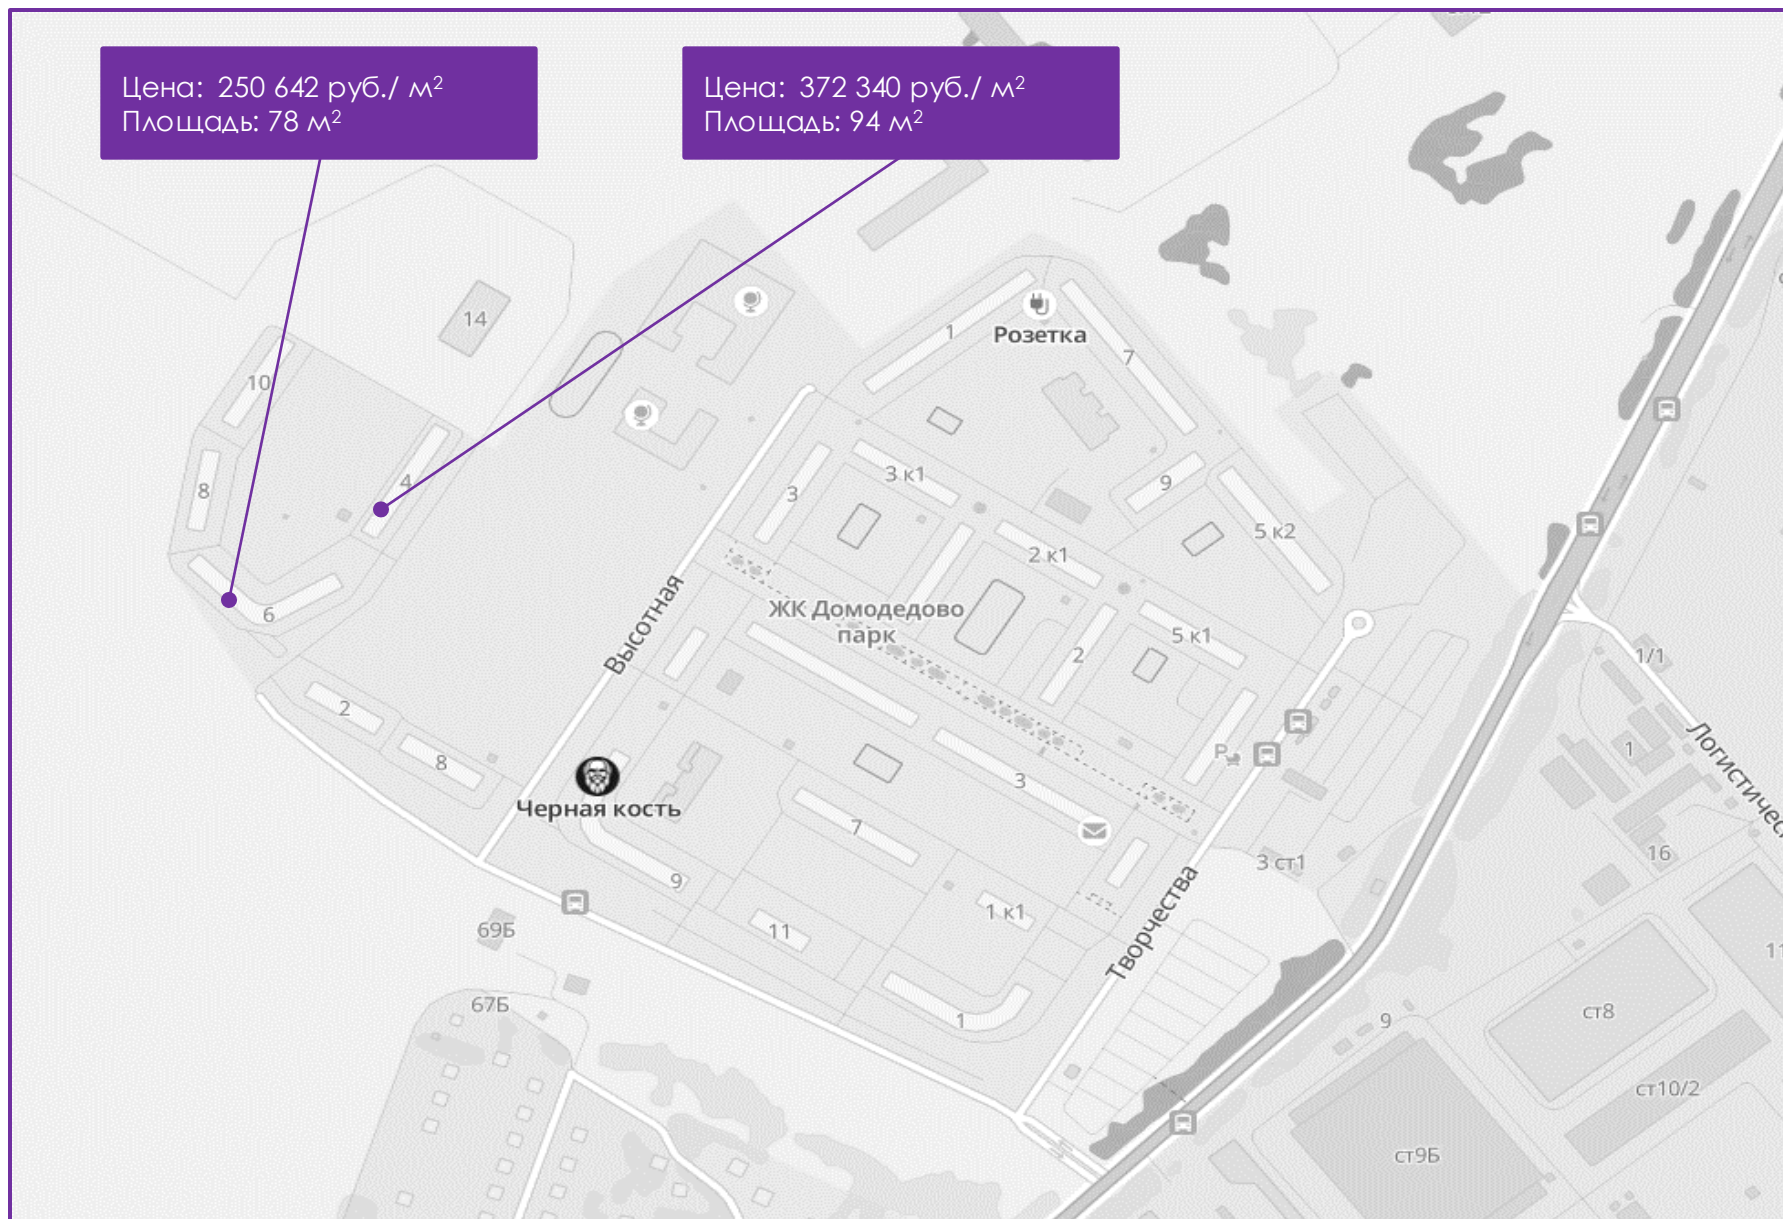 Цена: 250 642 руб./ м²
Площадь: 78 м²
Цена: 372 340 руб./ м²
Площадь: 94 м²
14
10
8
4
6
2
8
1
Розетка
7
3
3 к1
9
5 к2
2 к1
ЖК Домодедово
парк
Высотная
2
5 к1
1/1
P
3
1
Логистичес
Черная кость
7
9
3 ст1
16
11
1 к1
Творчества
69Б
67Б
1
9
ст8
11
ст10/2
ст9Б